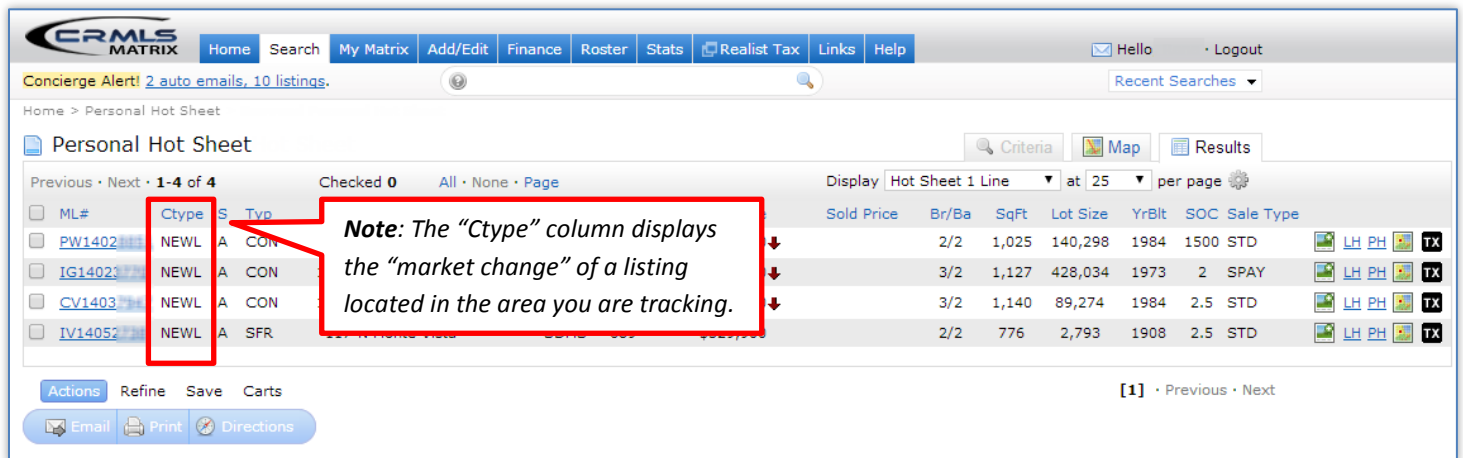 CRMLS
MATRIX
Home Search My Matrix Add/Edit Finance Roster Stats Realist Tax Links Help Hello · Logout
Concierge Alert! 2 auto emails, 10 listings. Recent Searches
Home > Personal Hot Sheet
Personal Hot Sheet Criteria Map Results
Previous · Next · 1-4 of 4 Checked 0 All · None · Page Display Hot Sheet 1 Line at 25 per page
ML# Ctype S Typ Sold Price Br/Ba SqFt Lot Size YrBlt SOC Sale Type
PW1402 NEWL A CON 2/2 1,025 140,298 1984 1500 STD LH PH TX
IG1402 NEWL A CON 3/2 1,127 428,034 1973 2 SPAY LH PH TX
CV1403 NEWL A CON 3/2 1,140 89,274 1984 2.5 STD LH PH TX
IV14052 NEWL A SFR 2/2 776 2,793 1908 2.5 STD LH PH TX
Note: The “Ctype” column displays
the “market change” of a listing
located in the area you are tracking.
Actions Refine Save Carts [1] · Previous · Next
Email Print Directions